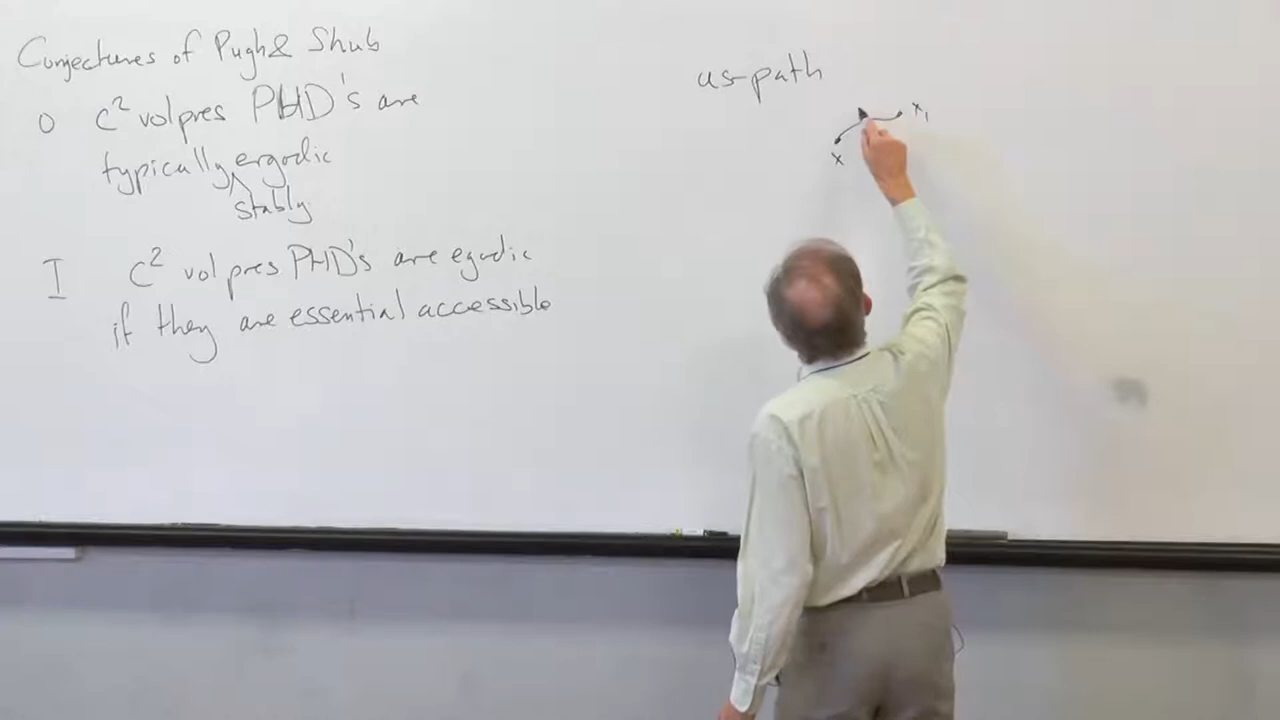 Conjectures of Pugh & Shub
0 C² vol pres PHD's are
typically ergodic
stably
I C² vol pres PHD's are egodic
if they are essential accessible
us-path
x₁
x